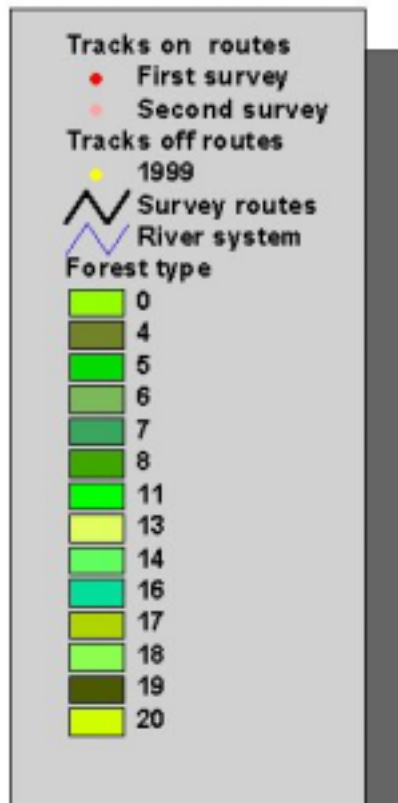 Tracks on routes
First survey
Second survey
Tracks off routes
1999
Survey routes
River system
Forest type
0
4
5
6
7
8
11
13
14
16
17
18
19
20